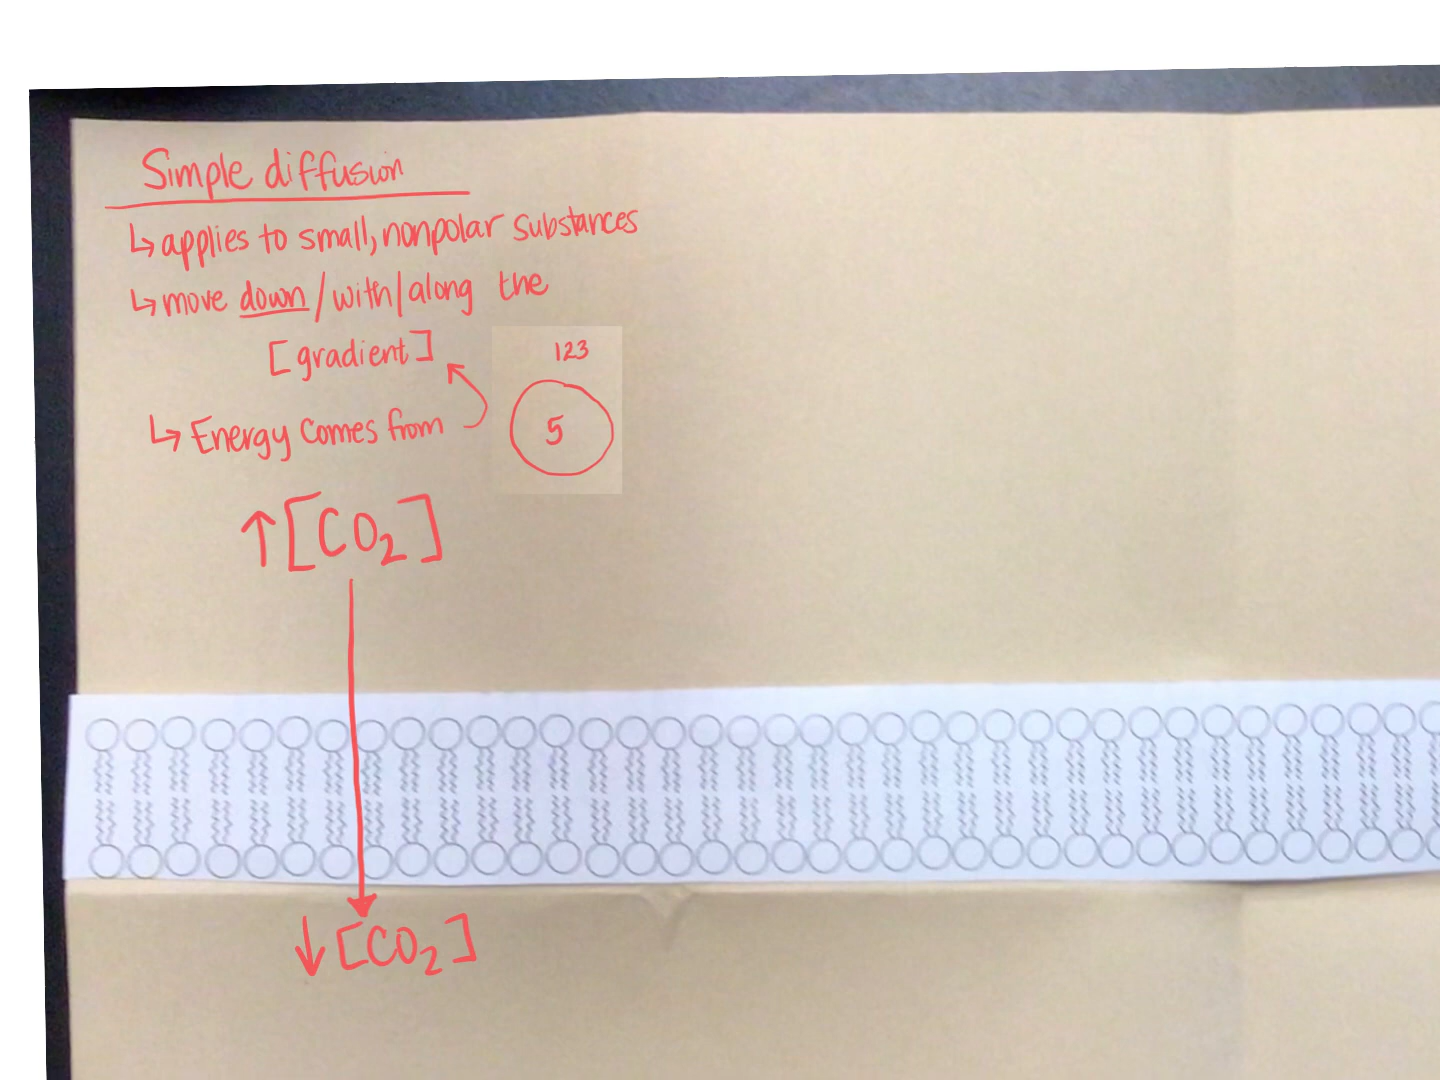 Simple diffusion
↳ applies to small, nonpolar substances
↳ move down/with/along the
[gradient]
↳ Energy comes from
123
5
↑[CO₂]
↓[CO₂]